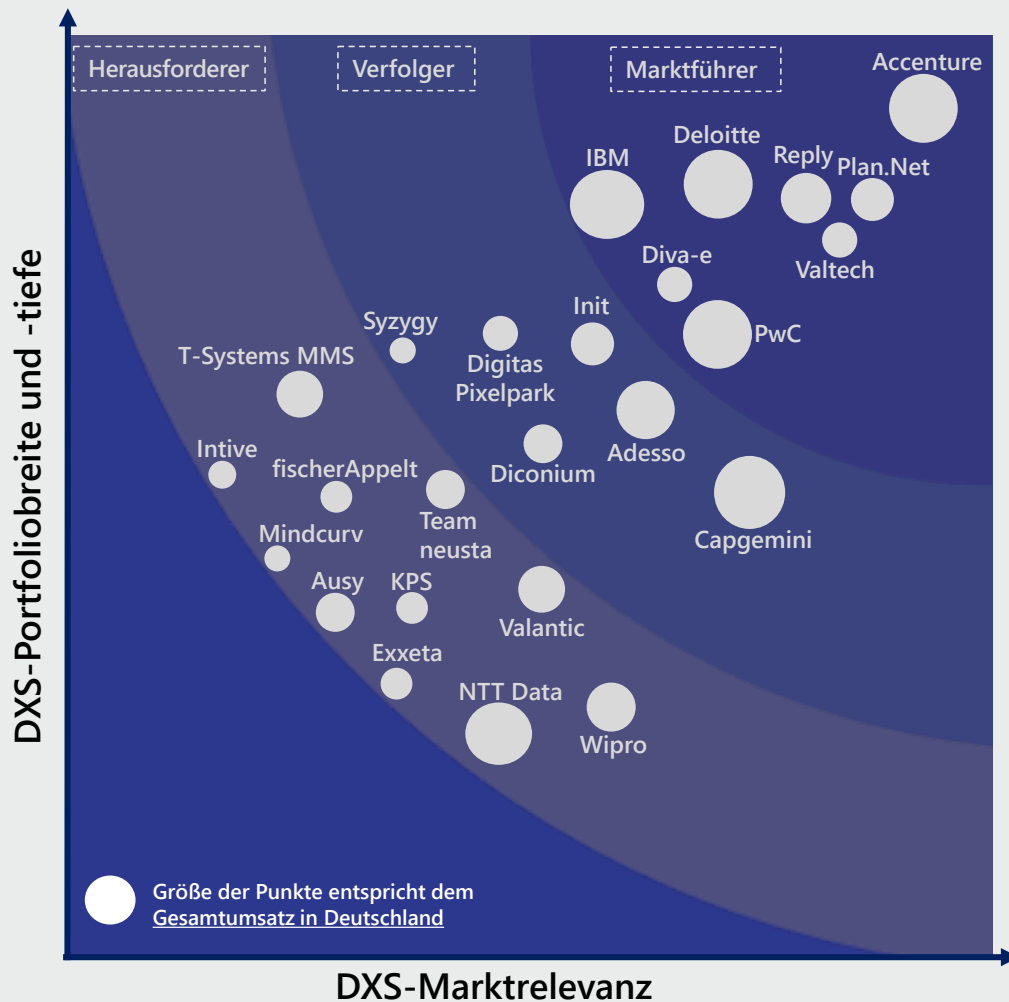 Herausforderer
Verfolger
Marktführer
Accenture
Deloitte
IBM
Reply
Plan.Net
Diva-e
Valtech
Syzygy
Init
PwC
T-Systems MMS
Digitas
Pixelpark
Intive
fischerAppelt
Diconium
Adesso
Team
neusta
Mindcurv
Capgemini
Ausy
KPS
Valantic
Exxeta
NTT Data
Wipro
Größe der Punkte entspricht dem
Gesamtumsatz in Deutschland
DXS-Portfoliobreite und -tiefe
DXS-Marktrelevanz